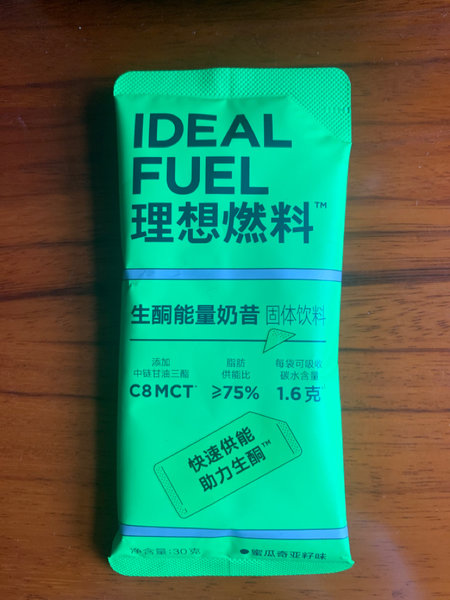 IDEAL
FUEL
理想燃料™
生酮能量奶昔 固体饮料
添加
中链甘油三酯
C8MCT*
脂肪
供能比
≥75%
每袋可吸收
碳水含量
1.6克
快速供能
助力生酮™
净含量:30克
●蜜瓜奇亚籽味